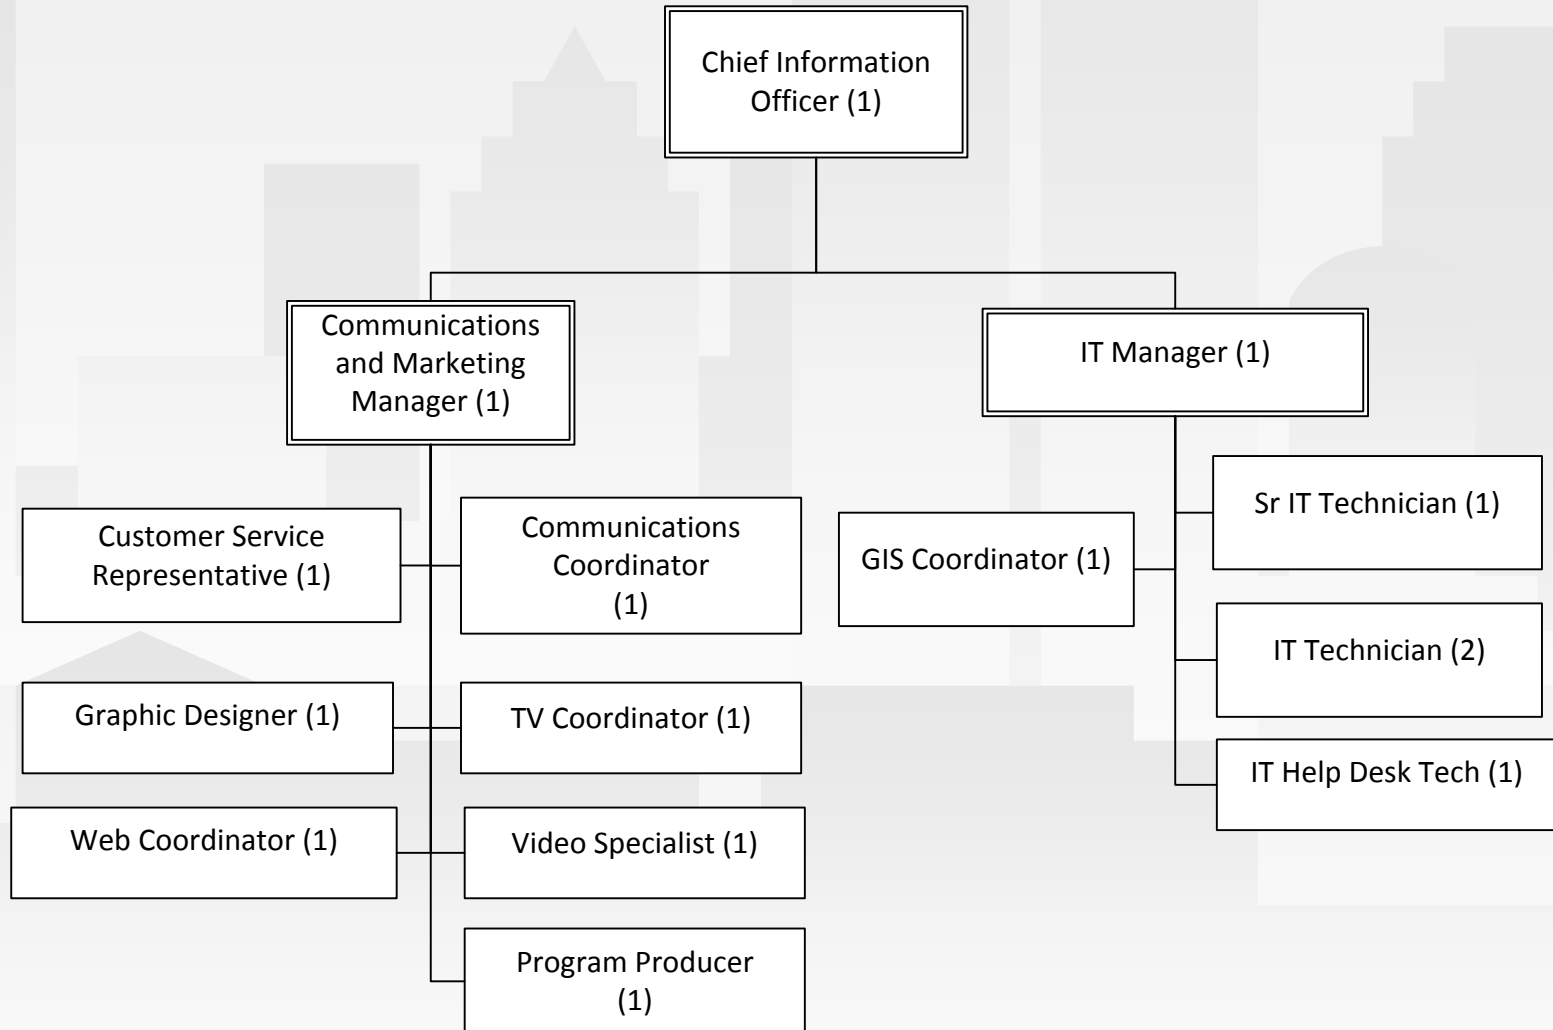 Chief Information
Officer (1)
Communications
and Marketing
Manager (1)
IT Manager (1)
Customer Service
Representative (1)
Communications
Coordinator
(1)
Graphic Designer (1)
TV Coordinator (1)
Web Coordinator (1)
Video Specialist (1)
Program Producer
(1)
GIS Coordinator (1)
Sr IT Technician (1)
IT Technician (2)
IT Help Desk Tech (1)